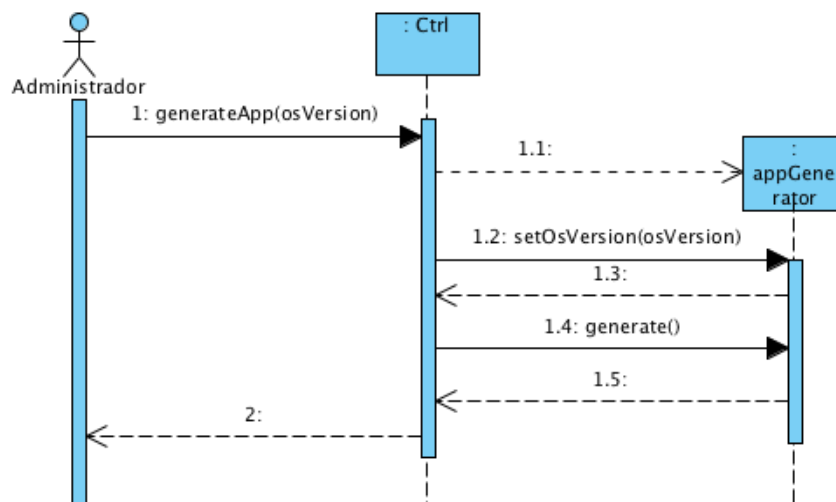 : Ctrl
Administrador
1: generateApp(osVersion)
1.1:
:
appGene
rator
1.2: setOsVersion(osVersion)
1.3:
1.4: generate()
1.5:
2: